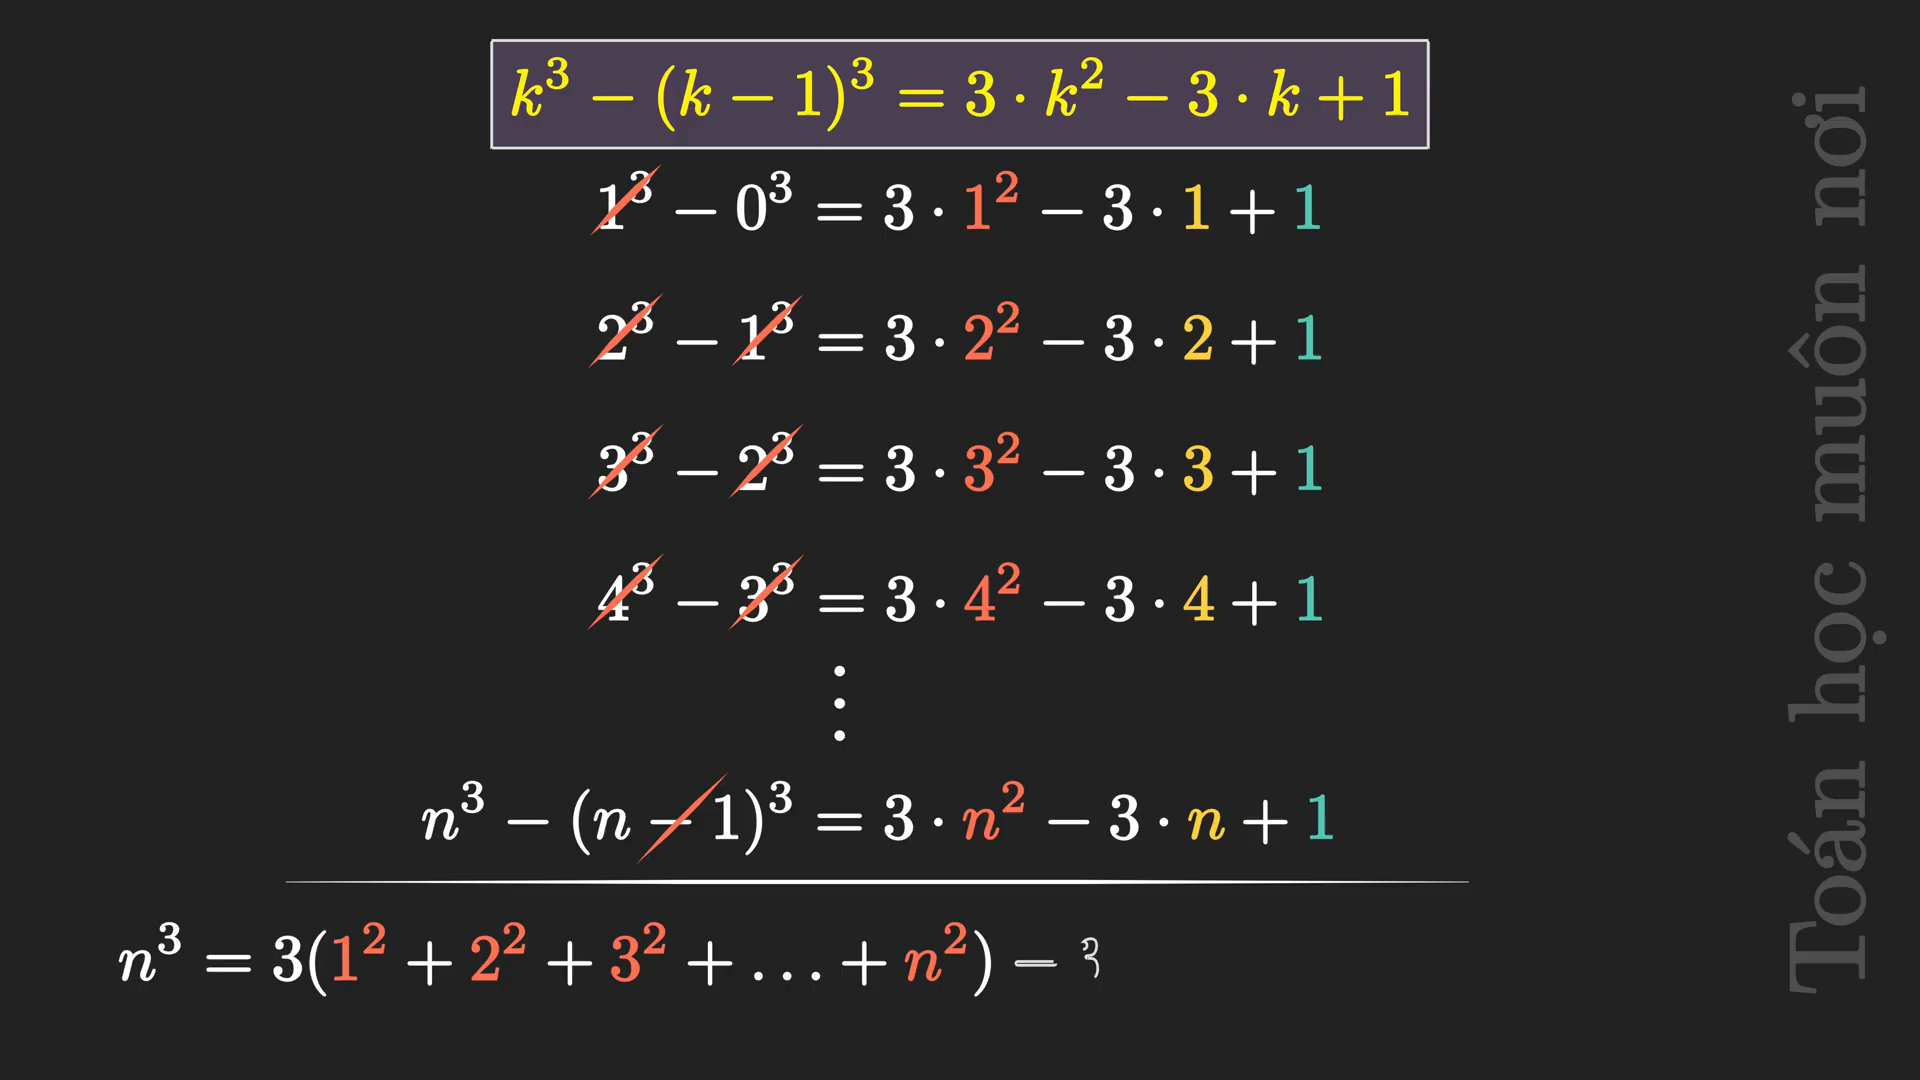 k³ − (k − 1)³ = 3 · k² − 3 · k + 1
1³ − 0³ = 3 · 1² − 3 · 1 + 1
2³ − 1³ = 3 · 2² − 3 · 2 + 1
3³ − 2³ = 3 · 3² − 3 · 3 + 1
4³ − 3³ = 3 · 4² − 3 · 4 + 1
⋮
n³ − (n − 1)³ = 3 · n² − 3 · n + 1
n³ = 3(1² + 2² + 3² + … + n²) −
Toán học muôn nơi